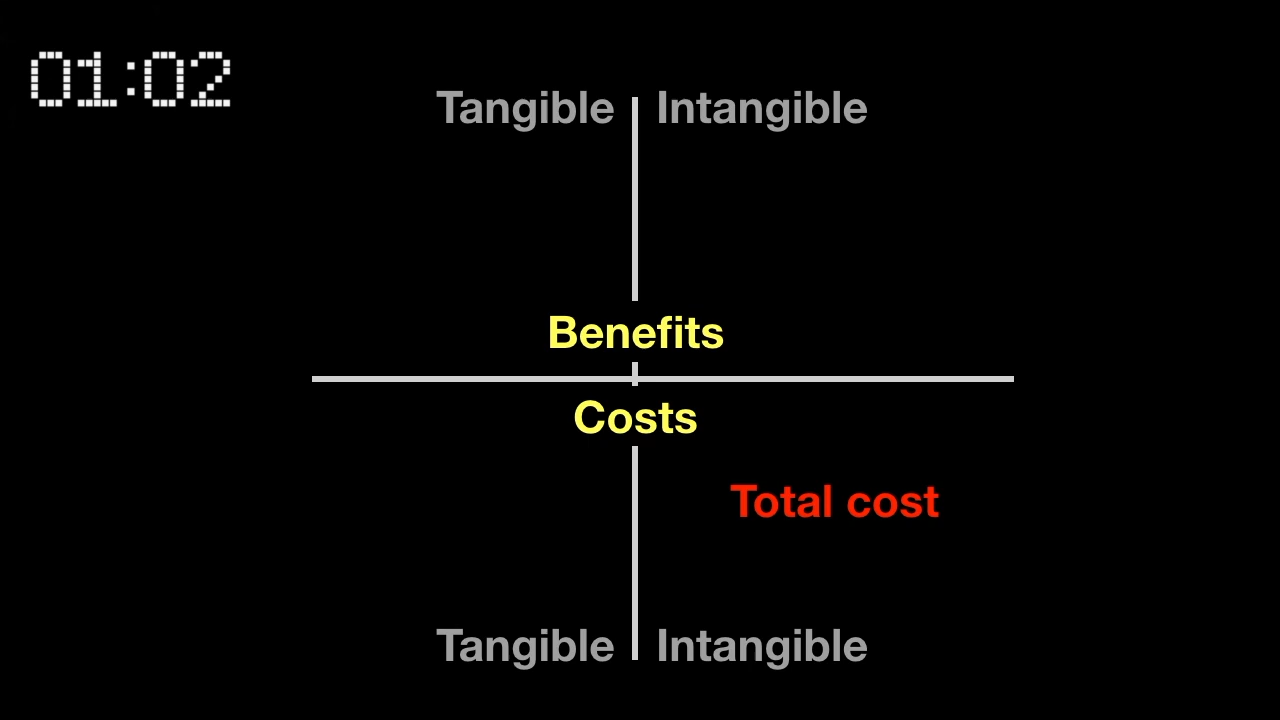 01:02
Tangible Intangible
Benefits
Costs
Total cost
Tangible Intangible